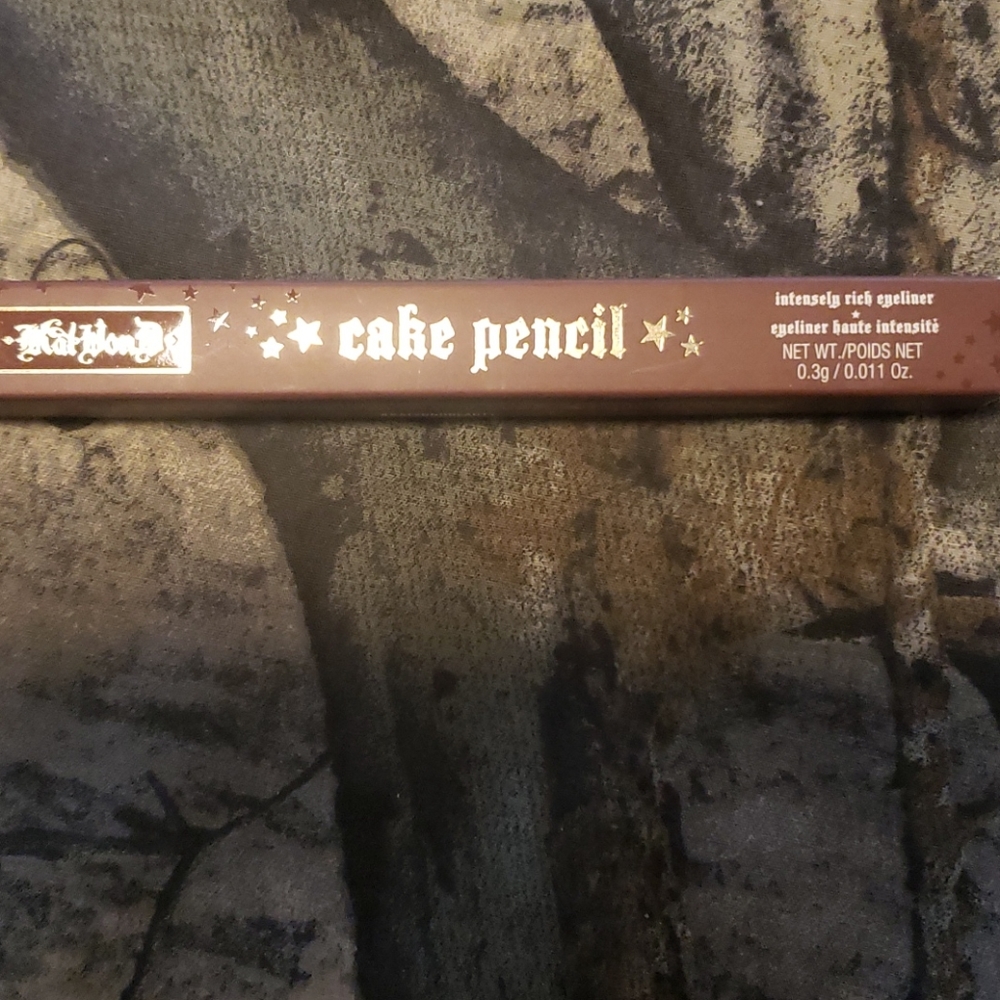 Kat Von D
cake pencil
intensely rich eyeliner
eyeliner haute intensité
NET WT./POIDS NET
0.3g / 0.011 Oz.